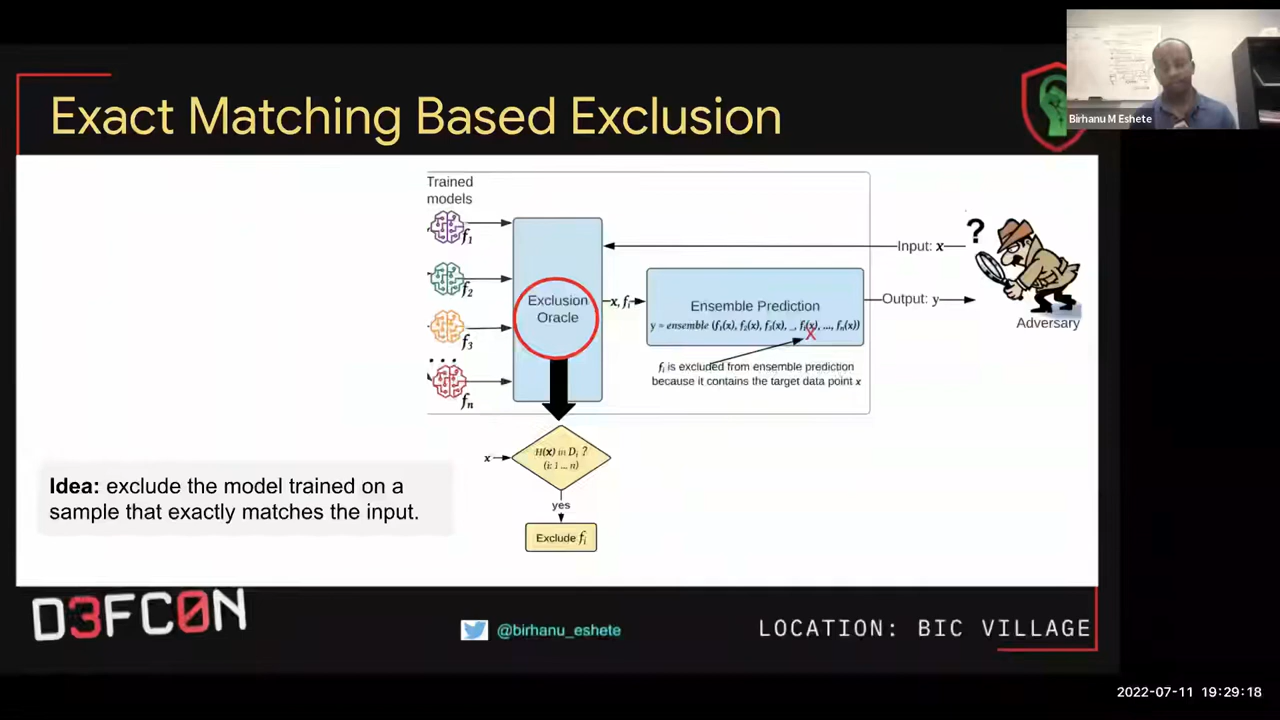 Exact Matching Based Exclusion
Birhanu M Eshete
Trained
models
f1
f2
f3
...
fn
Exclusion
Oracle
x, fi
Input: x
Output: y
?
Adversary
Ensemble Prediction
y = ensemble (f1(x), f2(x), f3(x), .., fi(x), ..., fn(x))
X
fi is excluded from ensemble prediction
because it contains the target data point x
x
H(x) in Di ?
(i: 1 ... n)
yes
Exclude fi
Idea: exclude the model trained on a
sample that exactly matches the input.
D3FC0N
@birhanu_eshete
LOCATION: BIC VILLAGE
2022-07-11 19:29:18